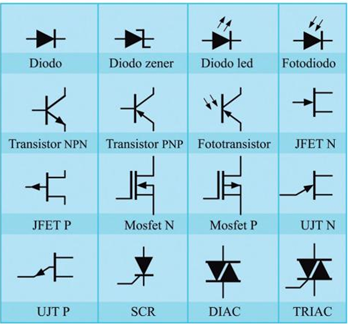 Diodo Diodo zener Diodo led Fotodiodo
Transistor NPN Transistor PNP Fototransistor JFET N
JFET P Mosfet N Mosfet P UJT N
UJT P SCR DIAC TRIAC